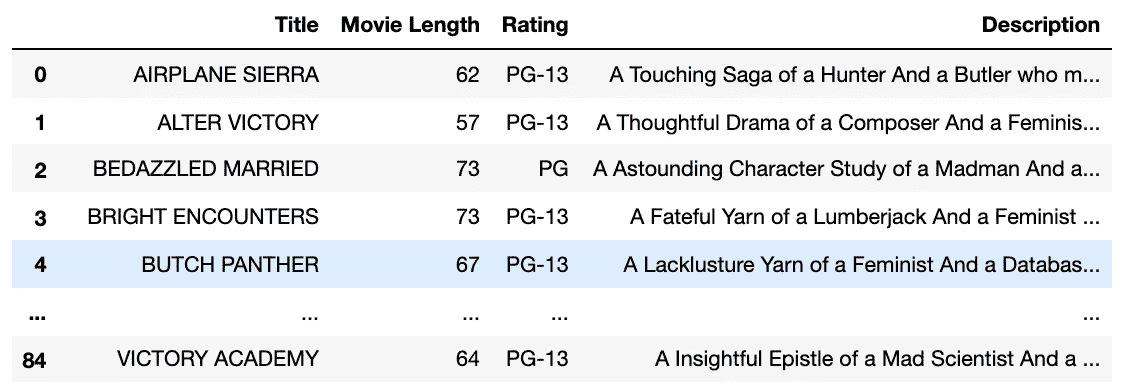 Title Movie Length Rating Description
0 AIRPLANE SIERRA 62 PG-13 A Touching Saga of a Hunter And a Butler who m...
1 ALTER VICTORY 57 PG-13 A Thoughtful Drama of a Composer And a Feminis...
2 BEDAZZLED MARRIED 73 PG A Astounding Character Study of a Madman And a...
3 BRIGHT ENCOUNTERS 73 PG-13 A Fateful Yarn of a Lumberjack And a Feminist ...
4 BUTCH PANTHER 67 PG-13 A Lacklusture Yarn of a Feminist And a Databas...
... ... ... ... ...
84 VICTORY ACADEMY 64 PG-13 A Insightful Epistle of a Mad Scientist And a ...